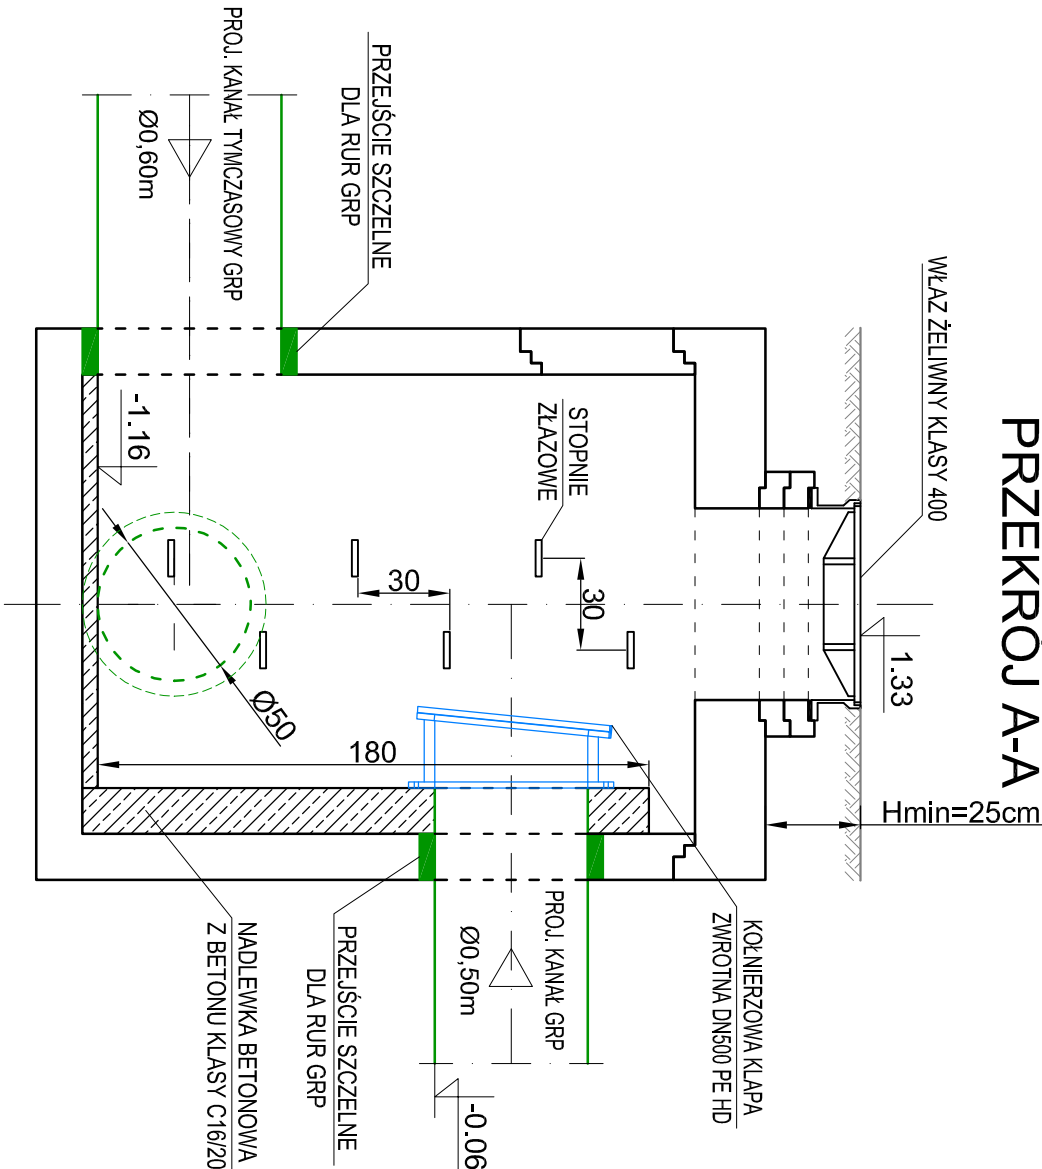 PRZEKRÓJ A-A
WŁAZ ŻELIWNY KLASY 400
1.33
Hmin=25cm
PRZEJŚCIE SZCZELNE
DLA RUR GRP
PROJ. KANAŁ TYMCZASOWY GRP
Ø0,60m
STOPNIE
ZŁAZOWE
30
30
-1.16
Ø50
180
KOŁNIERZOWA KLAPA
ZWROTNA DN500 PE HD
PROJ. KANAŁ GRP
Ø0,50m
-0.06
PRZEJŚCIE SZCZELNE
DLA RUR GRP
NADLEWKA BETONOWA
Z BETONU KLASY C16/20